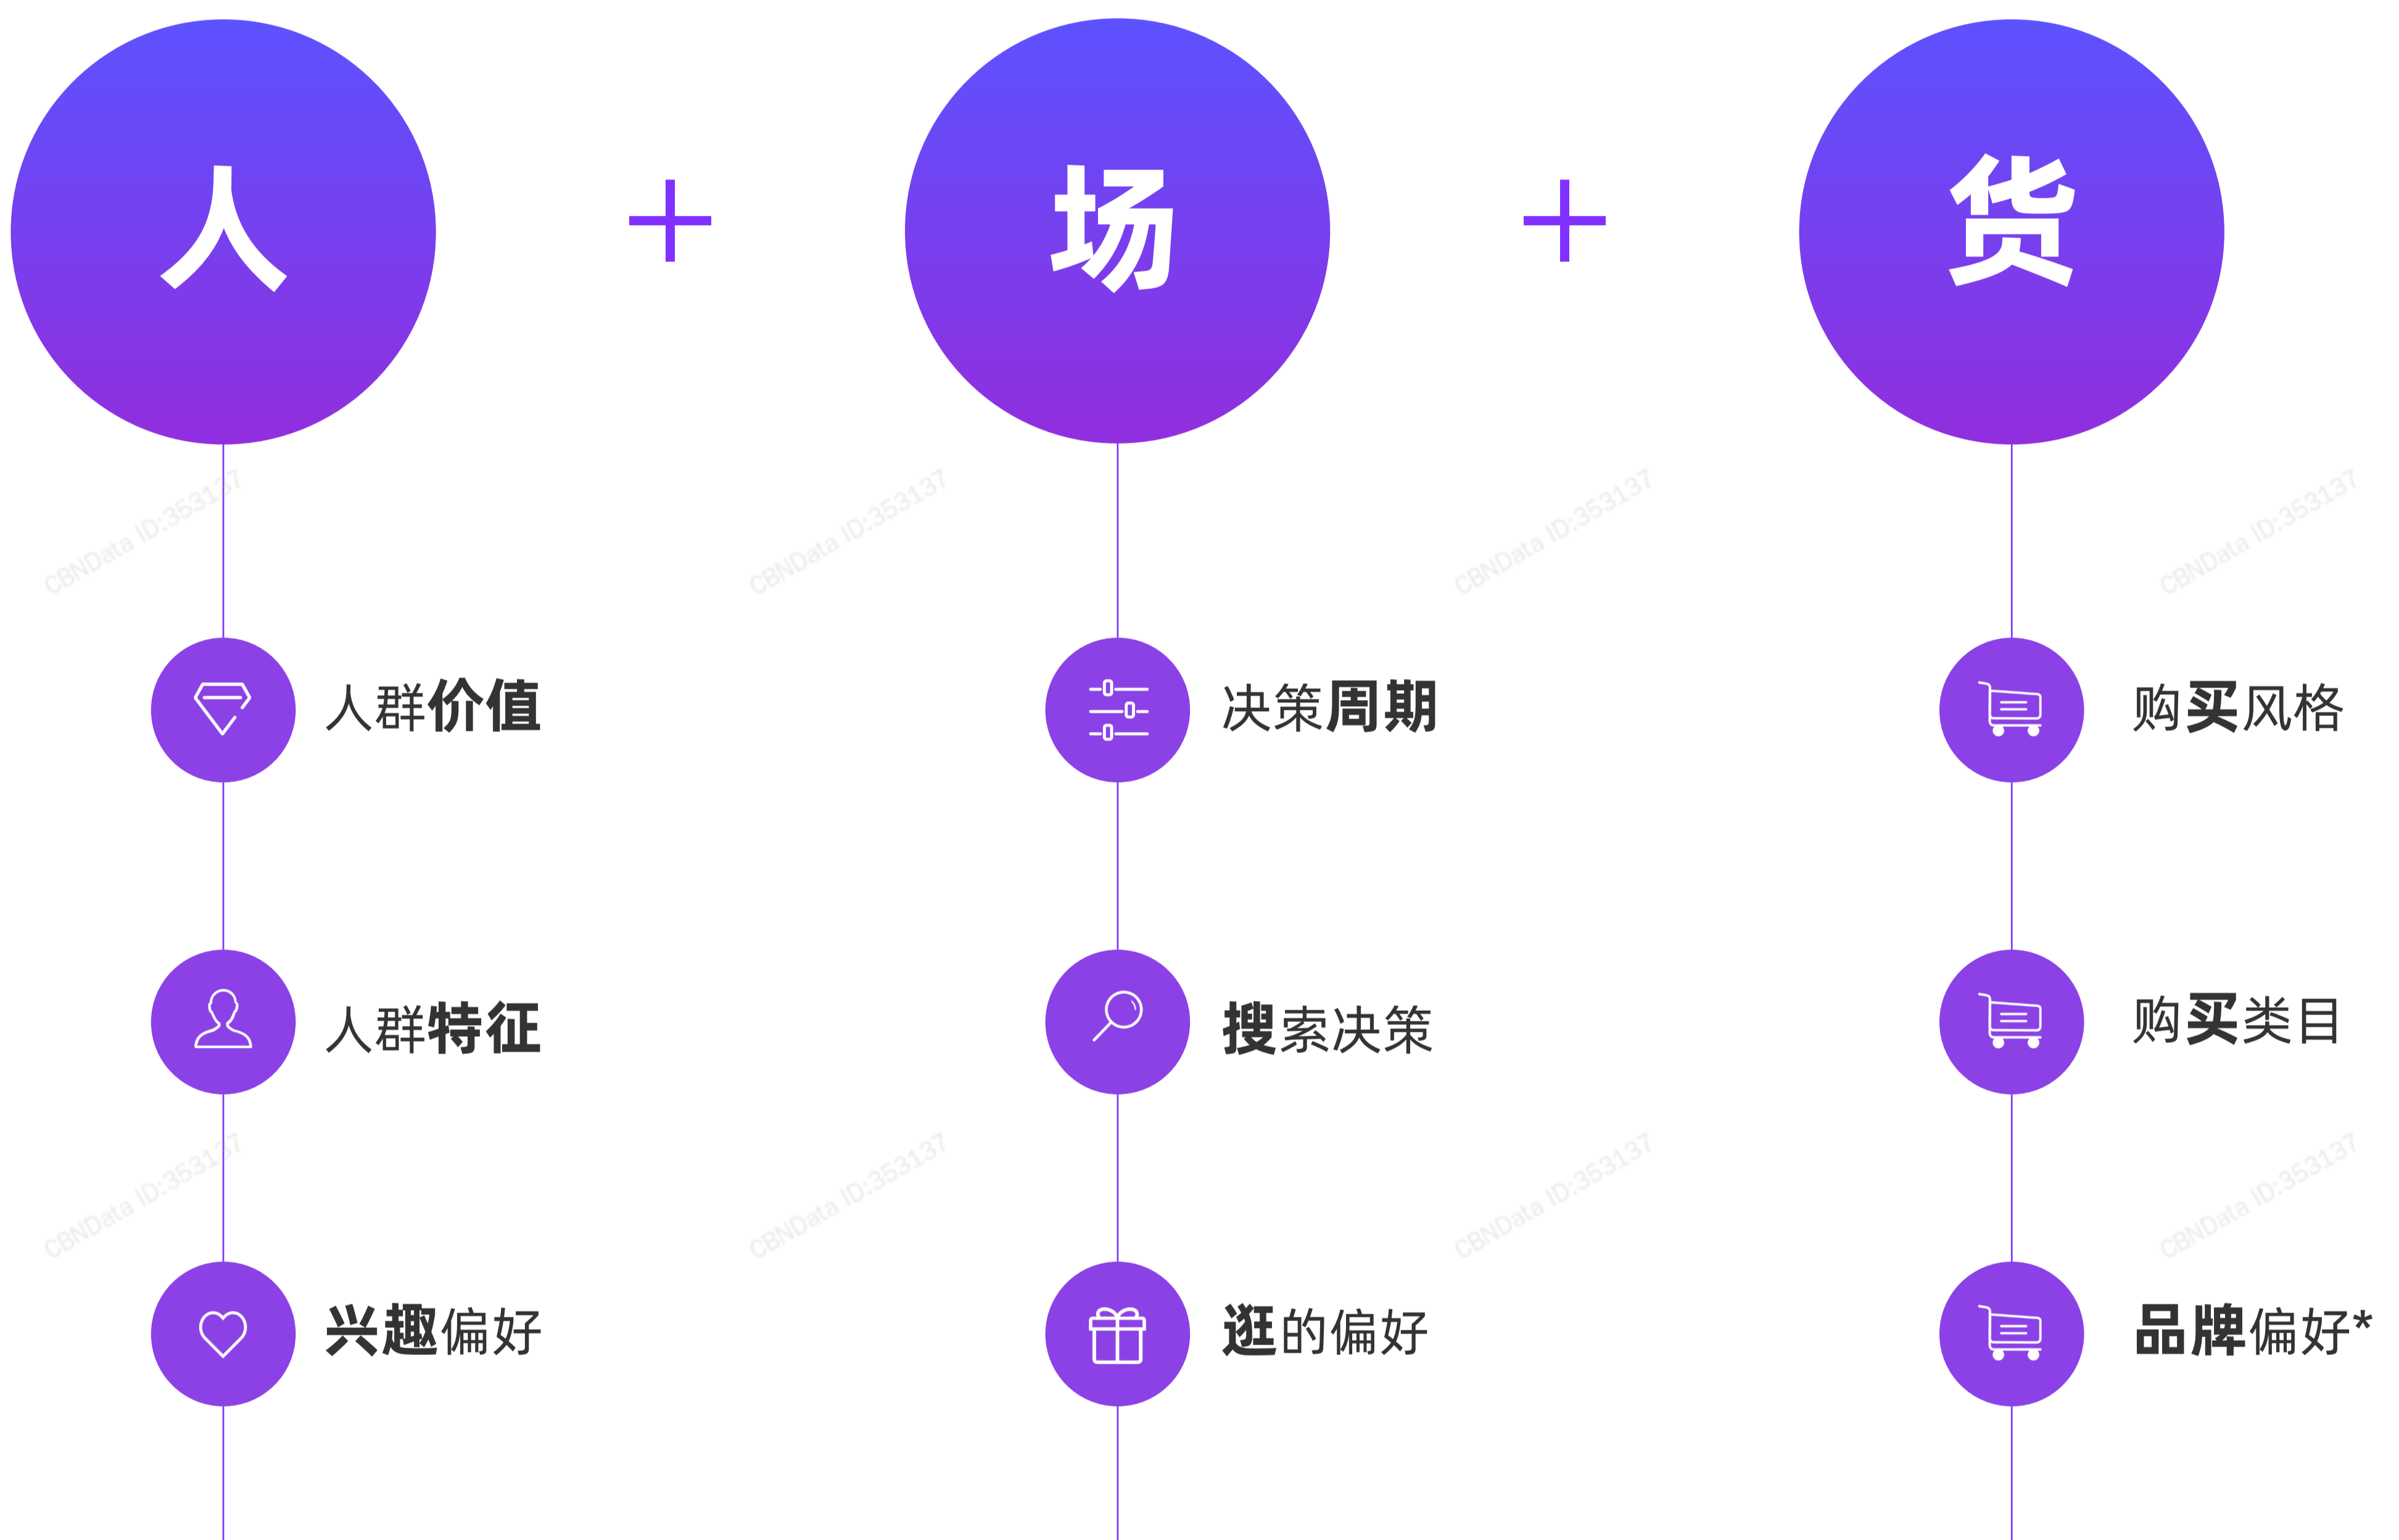 人
+
场
+
货
CBNData ID:353137
CBNData ID:353137
CBNData ID:353137
CBNData ID:353137
人群价值
决策周期
购买风格
人群特征
搜索决策
购买类目
CBNData ID:353137
CBNData ID:353137
CBNData ID:353137
CBNData ID:353137
兴趣偏好
逛的偏好
品牌偏好*